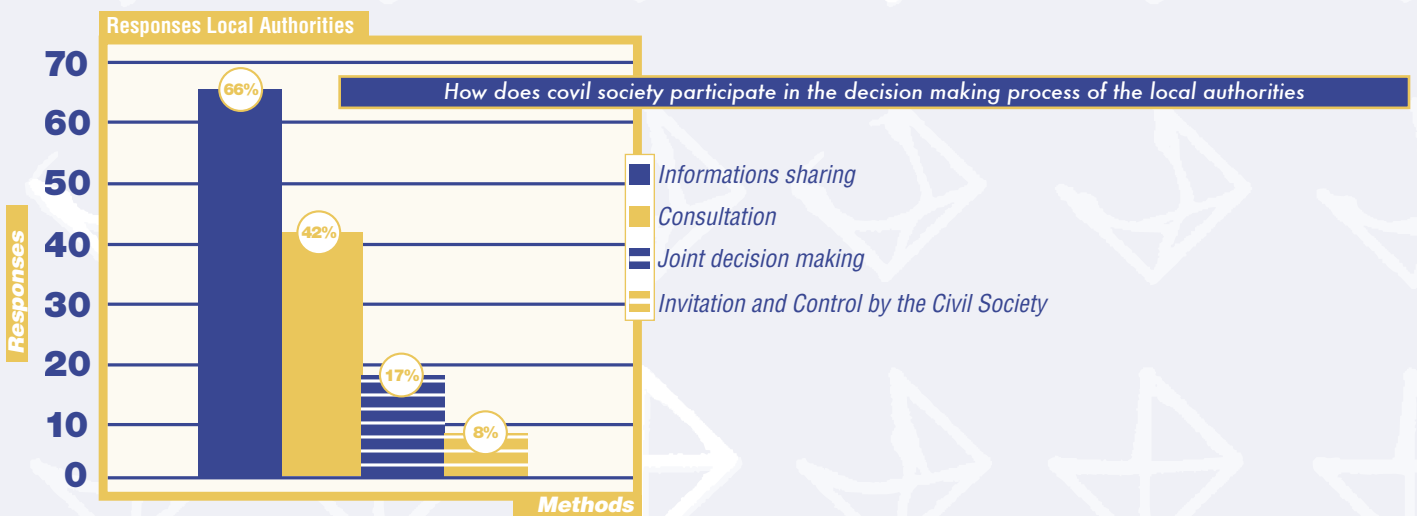 Responses Local Authorities
How does covil society participate in the decision making process of the local authorities
70
60
50
40
30
20
10
0
Responses
66%
42%
17%
8%
Informations sharing
Consultation
Joint decision making
Invitation and Control by the Civil Society
Methods